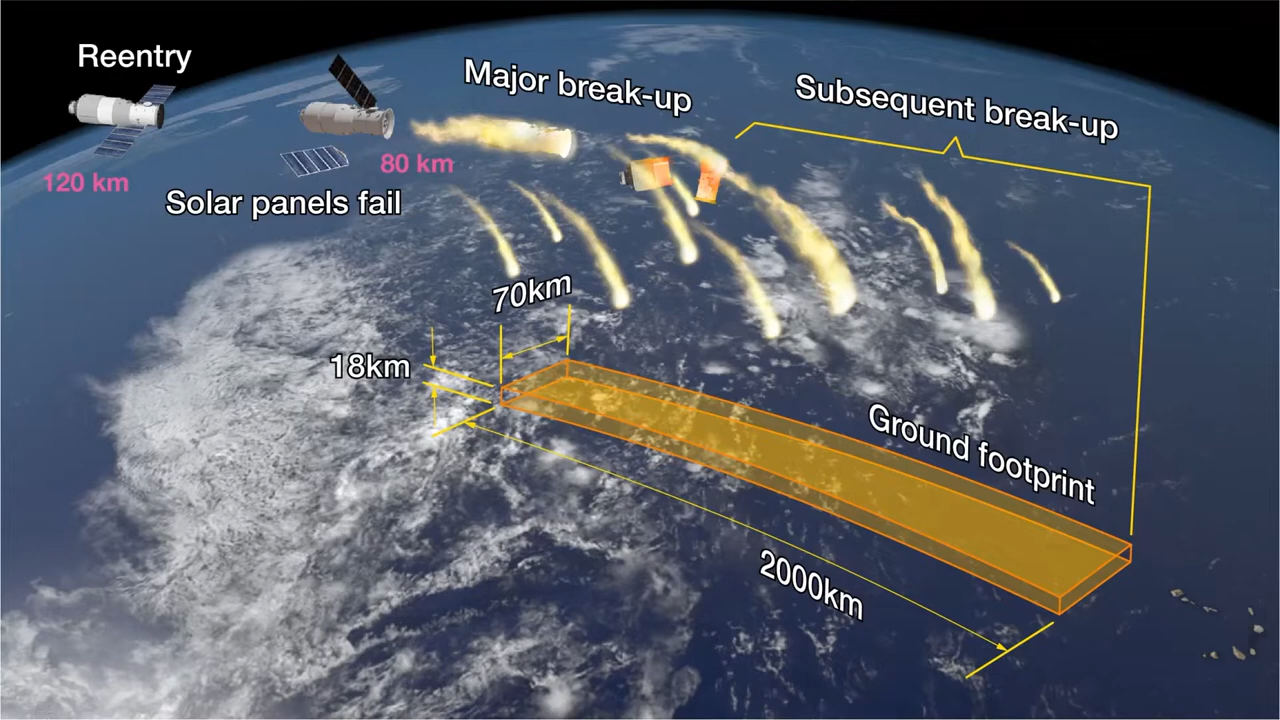 Reentry
120 km
Solar panels fail
80 km
Major break-up
Subsequent break-up
70km
18km
Ground footprint
2000km